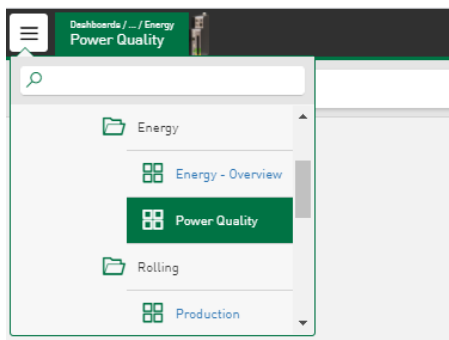 Dashboards / ... / Energy
Power Quality
Energy
Energy - Overview
Power Quality
Rolling
Production